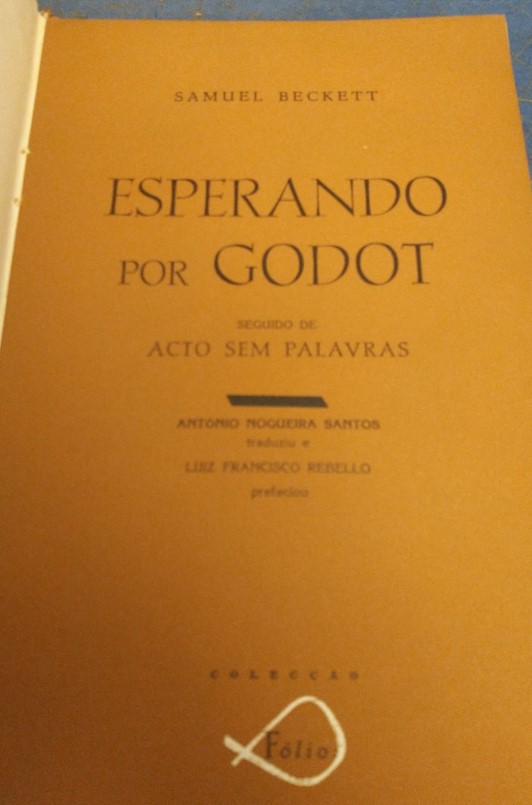 SAMUEL BECKETT
ESPERANDO
POR GODOT
SEGUIDO DE
ACTO SEM PALAVRAS
ANTÓNIO NOGUEIRA SANTOS
traduziu e
LUIZ FRANCISCO REBELLO
prefaciou
COLECÇÃO
Fólio